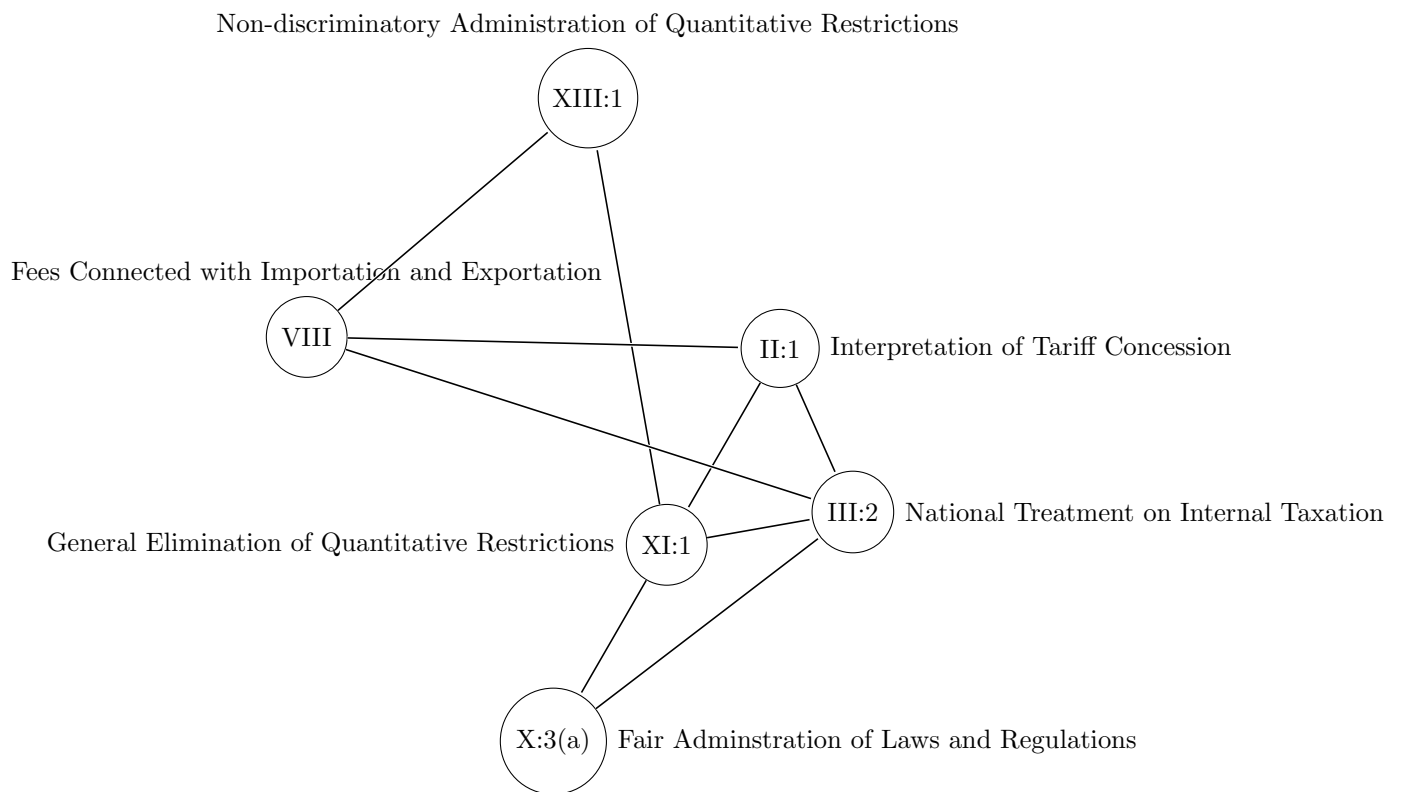 Non-discriminatory Administration of Quantitative Restrictions
XIII:1
Fees Connected with Importation and Exportation
VIII
II:1
Interpretation of Tariff Concession
General Elimination of Quantitative Restrictions
XI:1
III:2
National Treatment on Internal Taxation
X:3(a)
Fair Adminstration of Laws and Regulations